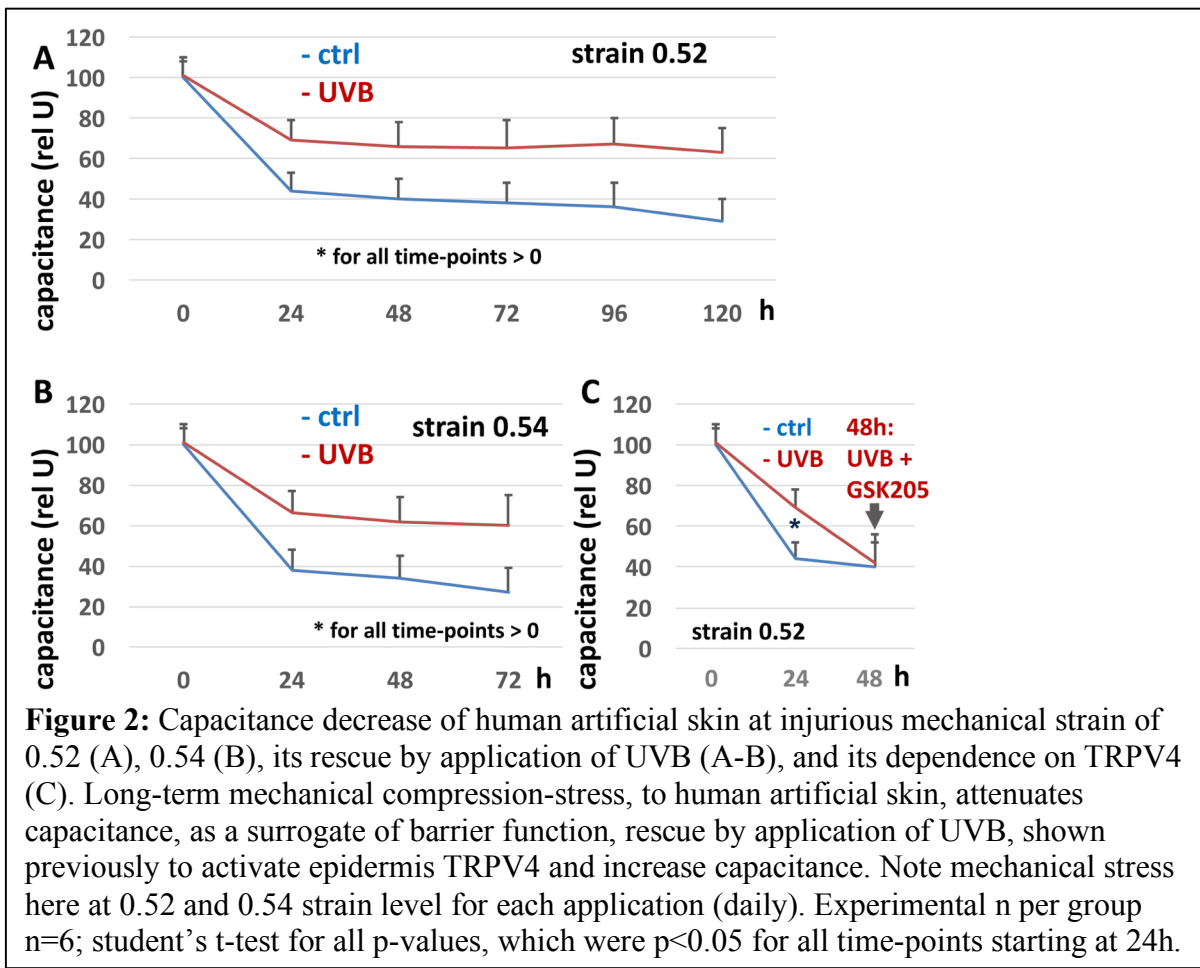 A
120
100
80
60
40
20
0
capacitance (rel U)
- ctrl
- UVB
strain 0.52
* for all time-points > 0
0 24 48 72 96 120 h
B
120
100
80
60
40
20
0
capacitance (rel U)
- ctrl
- UVB
strain 0.54
* for all time-points > 0
0 24 48 72 h
C
120
100
80
60
40
20
0
capacitance (rel U)
- ctrl
- UVB
48h:
UVB +
GSK205
*
strain 0.52
0 24 48 h
Figure 2: Capacitance decrease of human artificial skin at injurious mechanical strain of
0.52 (A), 0.54 (B), its rescue by application of UVB (A-B), and its dependence on TRPV4
(C). Long-term mechanical compression-stress, to human artificial skin, attenuates
capacitance, as a surrogate of barrier function, rescue by application of UVB, shown
previously to activate epidermis TRPV4 and increase capacitance. Note mechanical stress
here at 0.52 and 0.54 strain level for each application (daily). Experimental n per group
n=6; student’s t-test for all p-values, which were p<0.05 for all time-points starting at 24h.